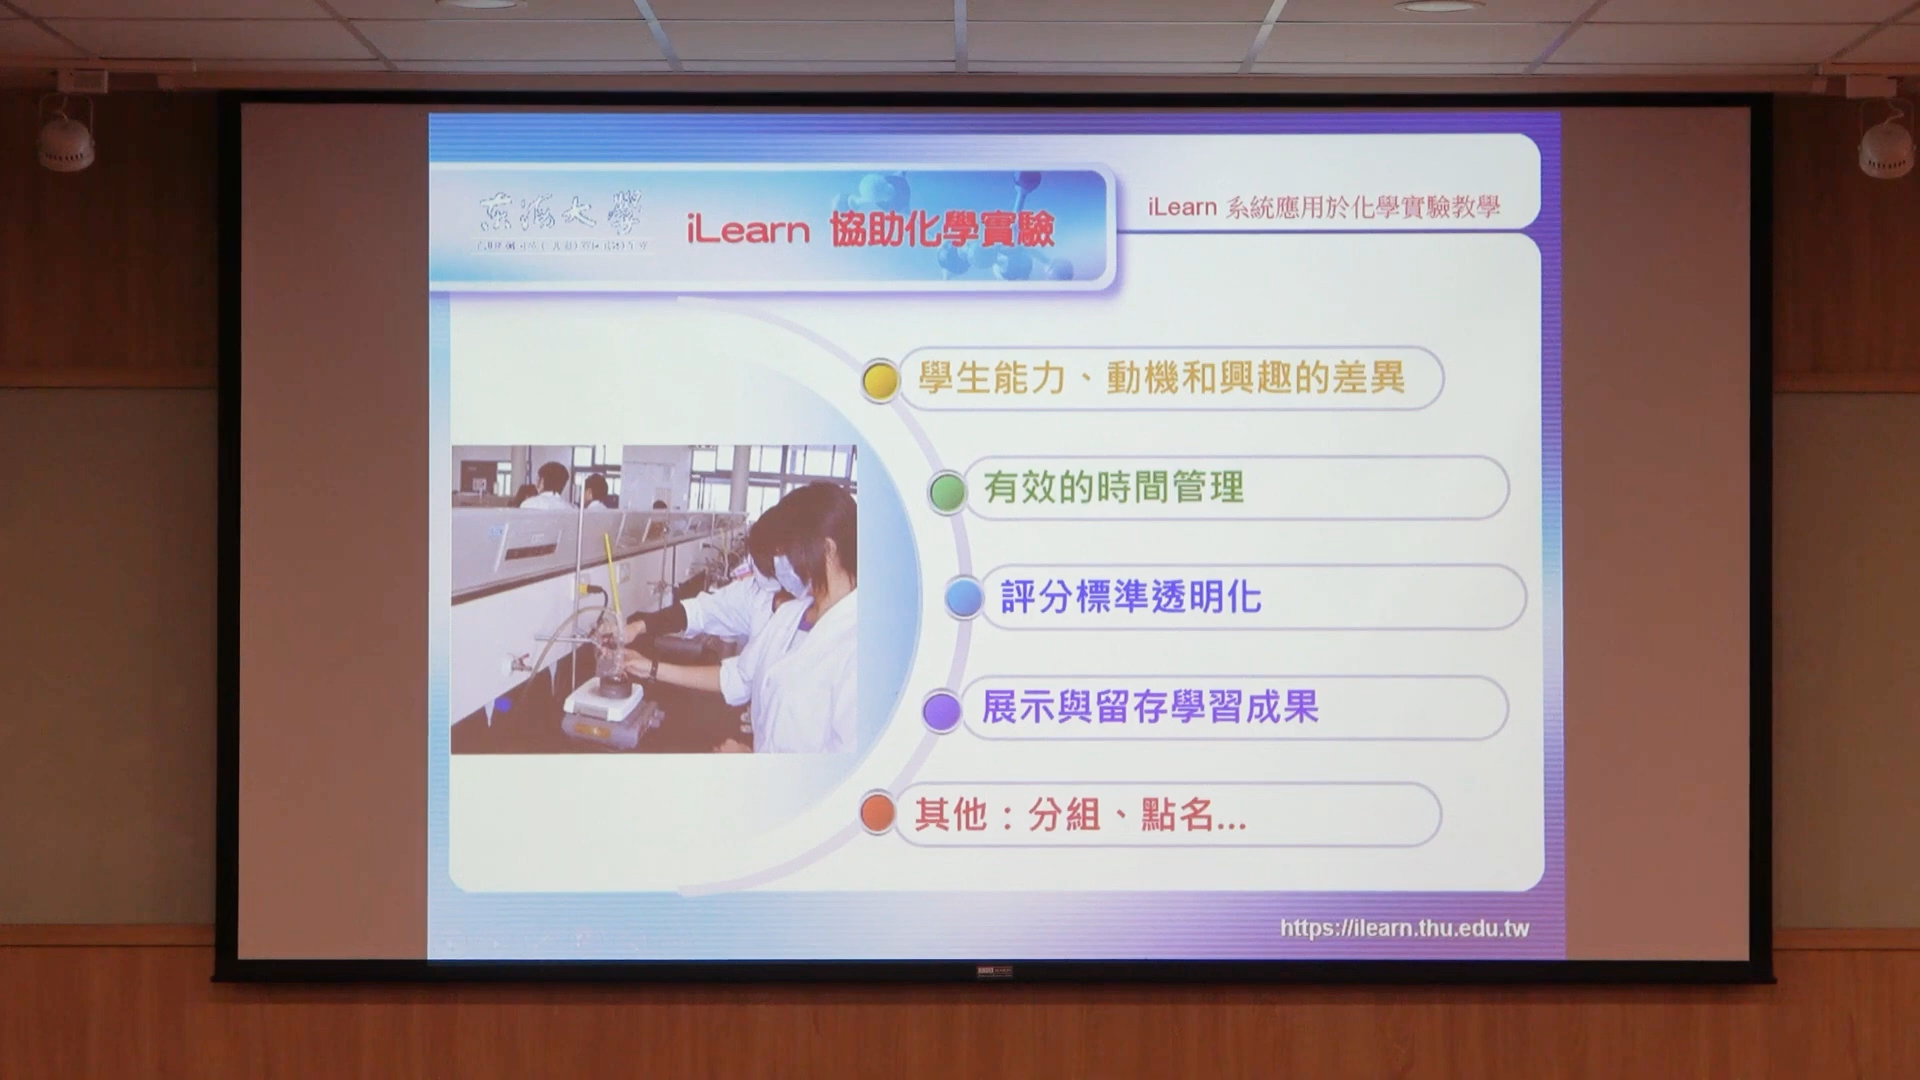 東海大學
iLearn 協助化學實驗
iLearn 系統應用於化學實驗教學
學生能力、動機和興趣的差異
有效的時間管理
評分標準透明化
展示與留存學習成果
其他：分組、點名...
https://ilearn.thu.edu.tw